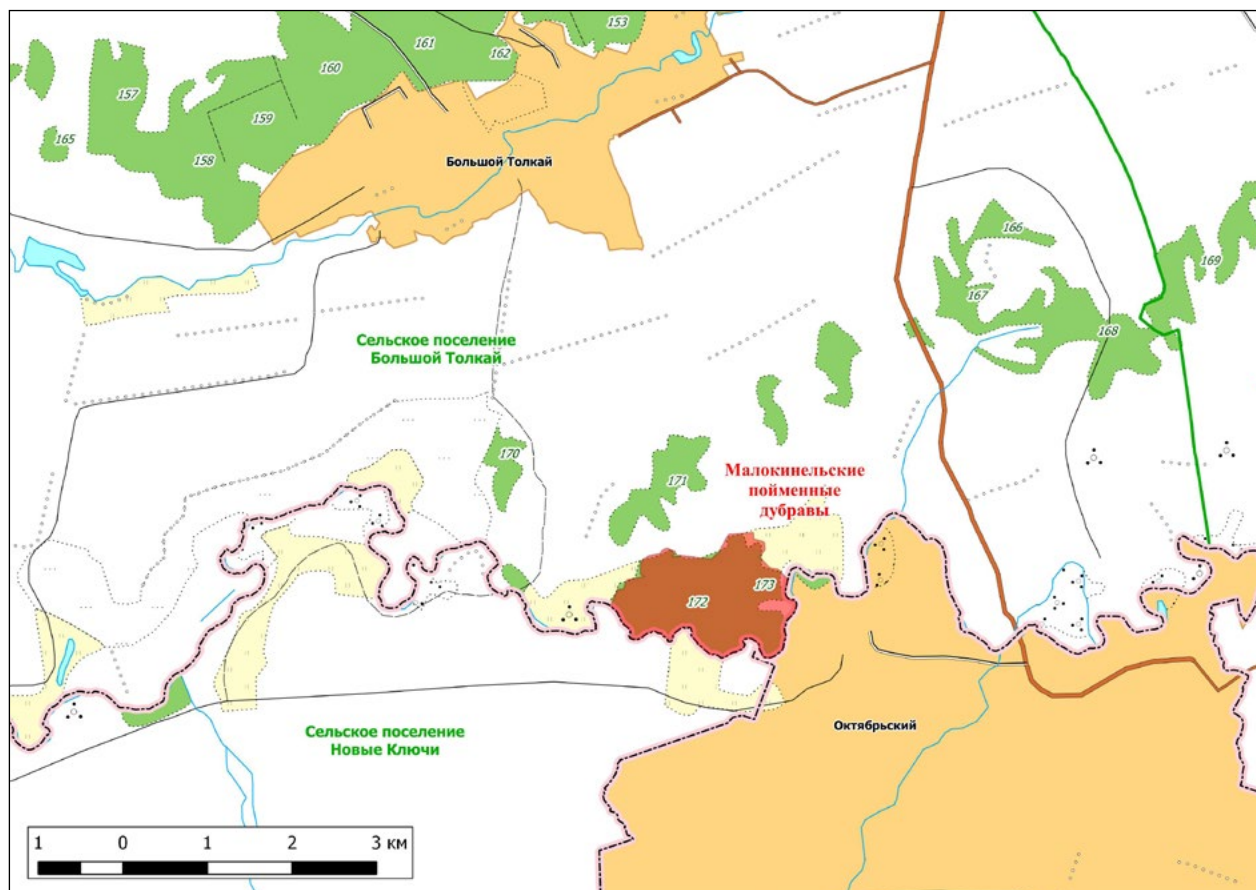 153
161
162
160
157
159
165
158
Большой Толкай
166
169
167
168
Сельское поселение
Большой Толкай
170
171
Малокинельские
пойменные
дубравы
172
173
Сельское поселение
Новые Ключи
Октябрьский
1 0 1 2 3 км